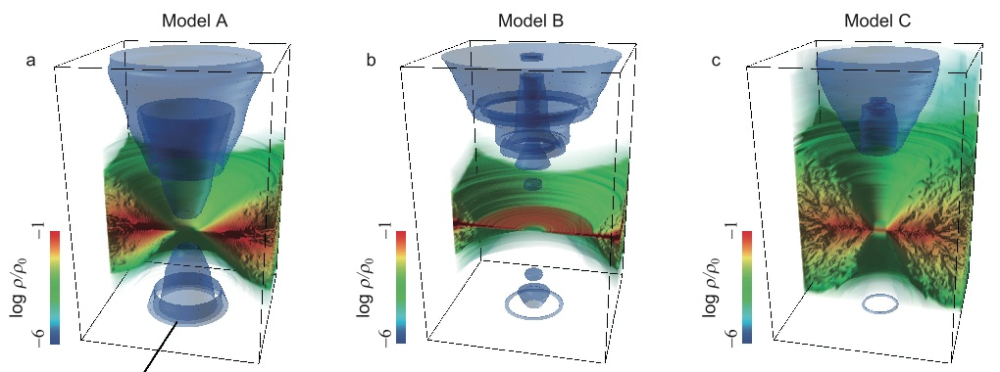 Model A
Model B
Model C
a
b
c
−1
−6
log ρ/ρ0
−1
−6
log ρ/ρ0
−1
−6
log ρ/ρ0